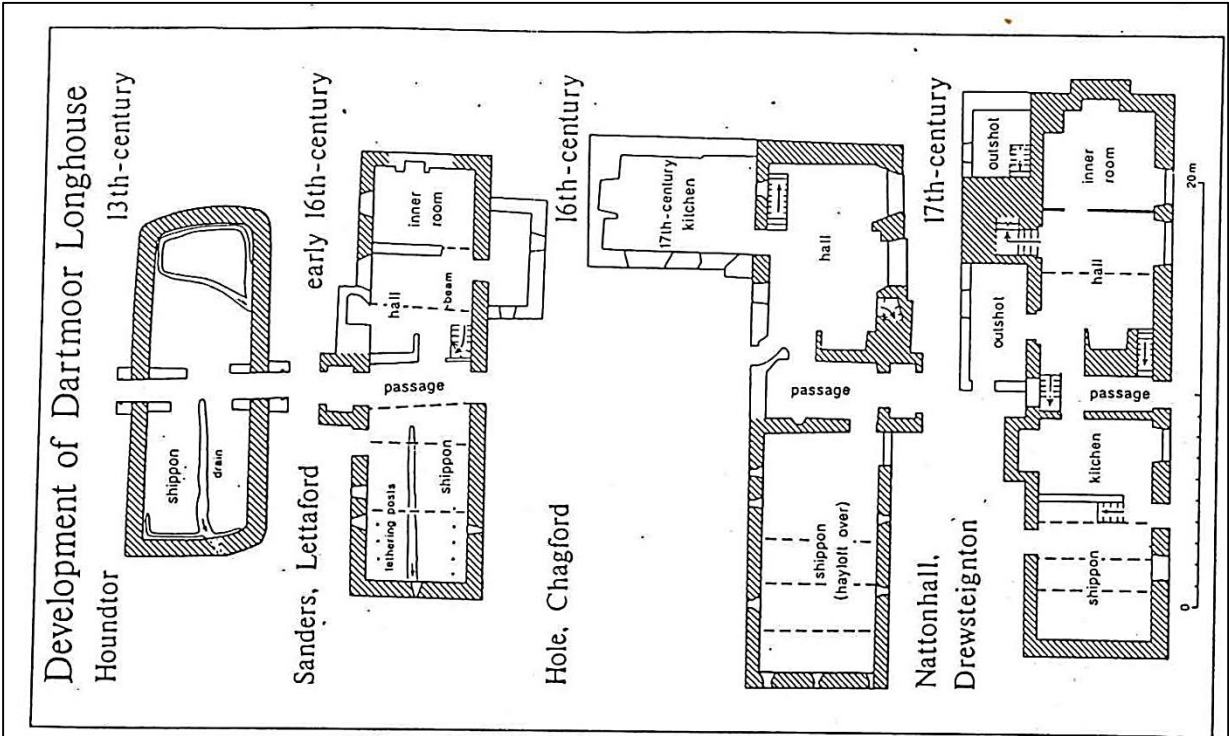 Development of Dartmoor Longhouse
Houndtor
13th-century
shippon
drain
Sanders, Lettaford
early 16th-century
tethering posts
shippon
passage
hall
beam
inner
room
Hole, Chagford
16th-century
shippon
(hayloft over)
passage
hall
17th-century
kitchen
Nattonhall,
Drewsteignton
17th-century
shippon
kitchen
passage
outshot
hall
inner
room
outshot
0
20m